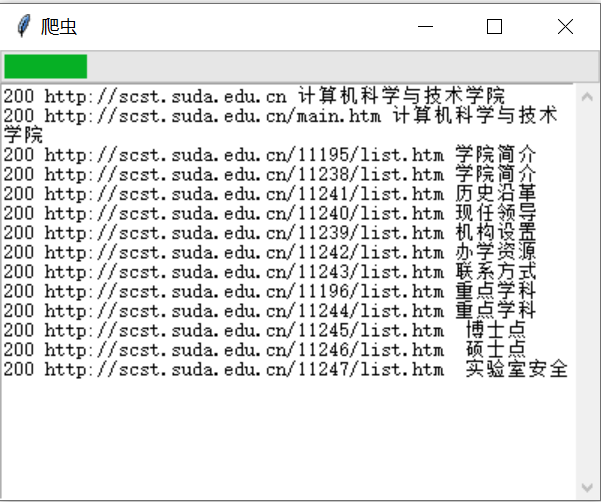 爬虫
200 http://scst.suda.edu.cn 计算机科学与技术学院
200 http://scst.suda.edu.cn/main.htm 计算机科学与技术
学院
200 http://scst.suda.edu.cn/11195/list.htm 学院简介
200 http://scst.suda.edu.cn/11238/list.htm 学院简介
200 http://scst.suda.edu.cn/11241/list.htm 历史沿革
200 http://scst.suda.edu.cn/11240/list.htm 现任领导
200 http://scst.suda.edu.cn/11239/list.htm 机构设置
200 http://scst.suda.edu.cn/11242/list.htm 办学资源
200 http://scst.suda.edu.cn/11243/list.htm 联系方式
200 http://scst.suda.edu.cn/11196/list.htm 重点学科
200 http://scst.suda.edu.cn/11244/list.htm 重点学科
200 http://scst.suda.edu.cn/11245/list.htm  博士点
200 http://scst.suda.edu.cn/11246/list.htm  硕士点
200 http://scst.suda.edu.cn/11247/list.htm  实验室安全